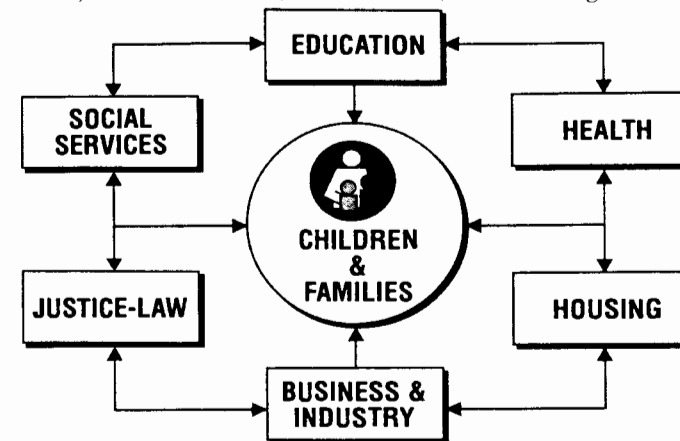 EDUCATION
SOCIAL
SERVICES
HEALTH
CHILDREN
&
FAMILIES
JUSTICE-LAW
HOUSING
BUSINESS &
INDUSTRY